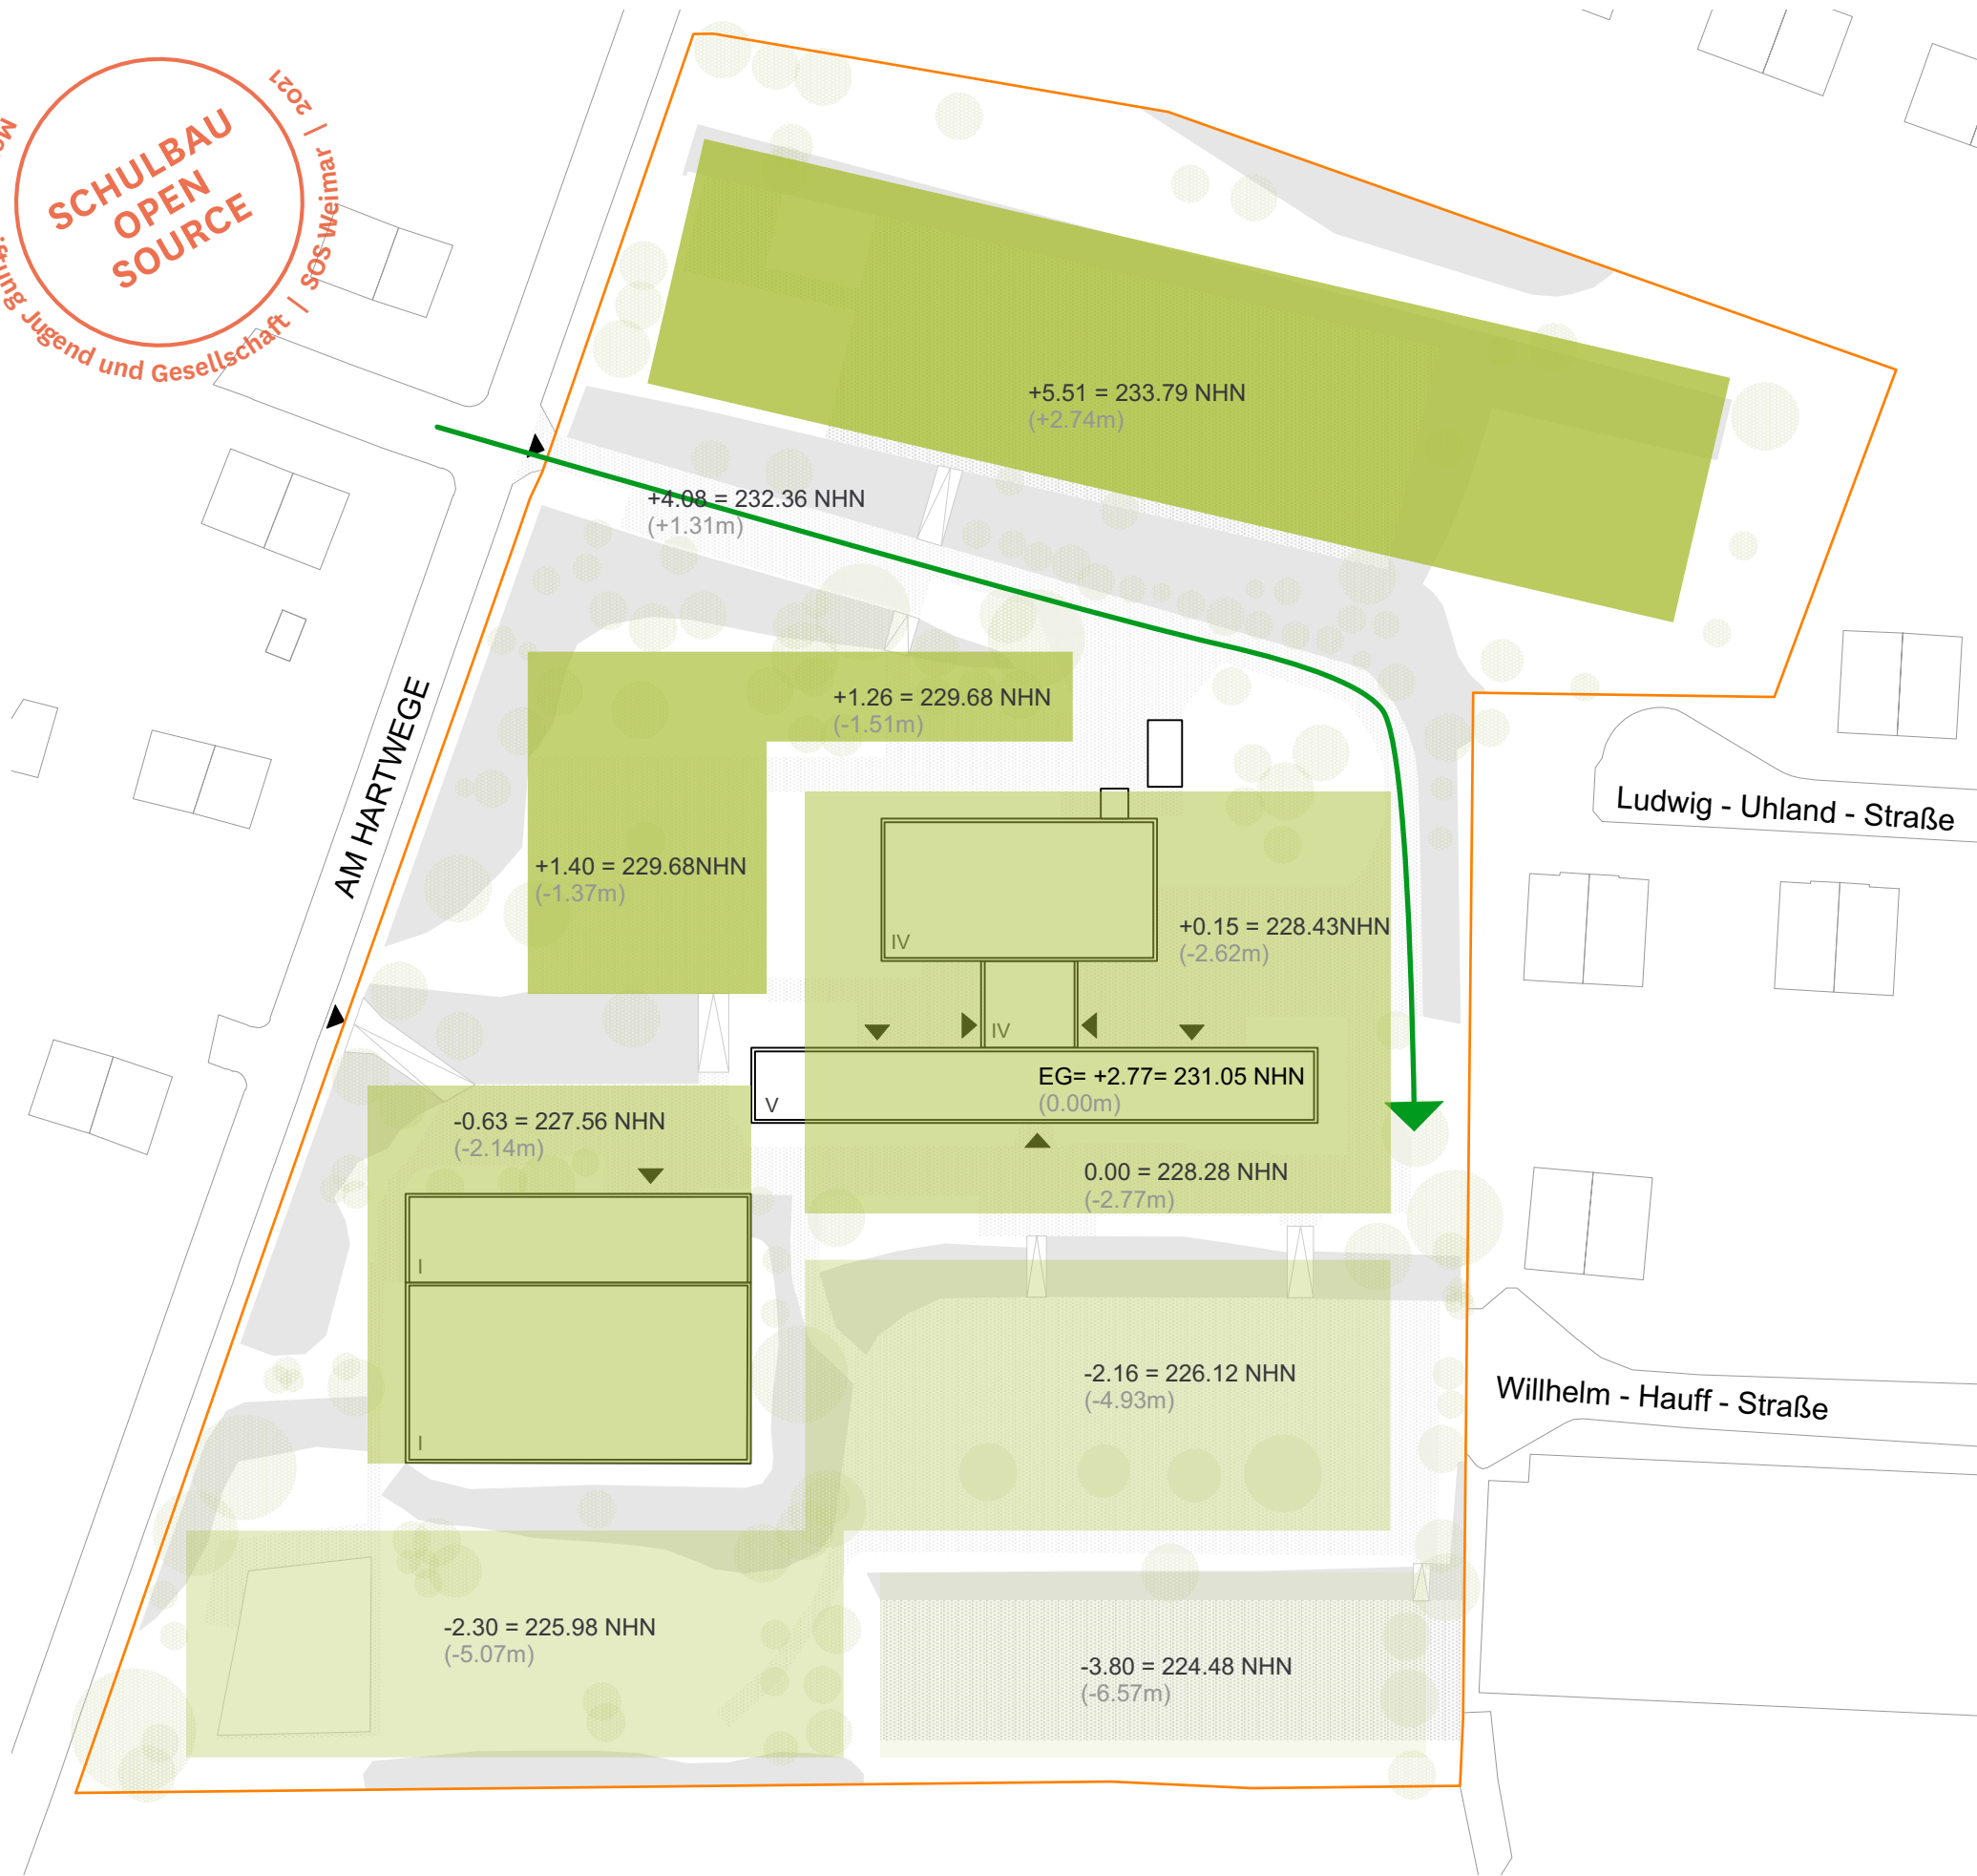 SCHULBAU
OPEN
SOURCE
Jugend und Gesellschaft | SOS Weimar | 2021
+5.51 = 233.79 NHN
(+2.74m)
+4.08 = 232.36 NHN
(+1.31m)
+1.26 = 229.68 NHN
(-1.51m)
AM HARTWEGE
Ludwig - Uhland - Straße
+1.40 = 229.68NHN
(-1.37m)
+0.15 = 228.43NHN
(-2.62m)
IV
IV
EG= +2.77= 231.05 NHN
(0.00m)
V
-0.63 = 227.56 NHN
(-2.14m)
0.00 = 228.28 NHN
(-2.77m)
I
I
-2.16 = 226.12 NHN
(-4.93m)
Willhelm - Hauff - Straße
-2.30 = 225.98 NHN
(-5.07m)
-3.80 = 224.48 NHN
(-6.57m)